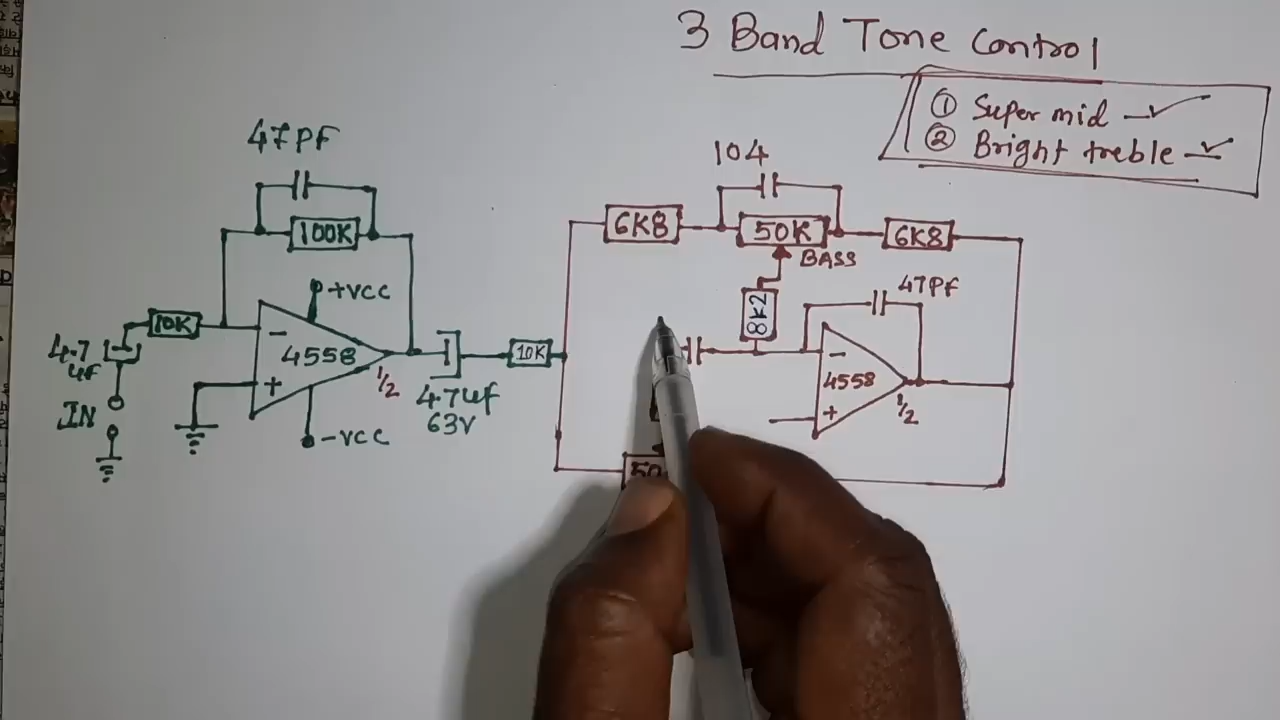 3 Band Tone Control
① Super mid
② Bright treble
47PF
100K
10K
4.7
uF
IN
+VCC
-
4558
+
1/2
-VCC
47uf
63V
10K
104
6K8
50K
6K8
BASS
8K2
47PF
-
4558
+
1/2